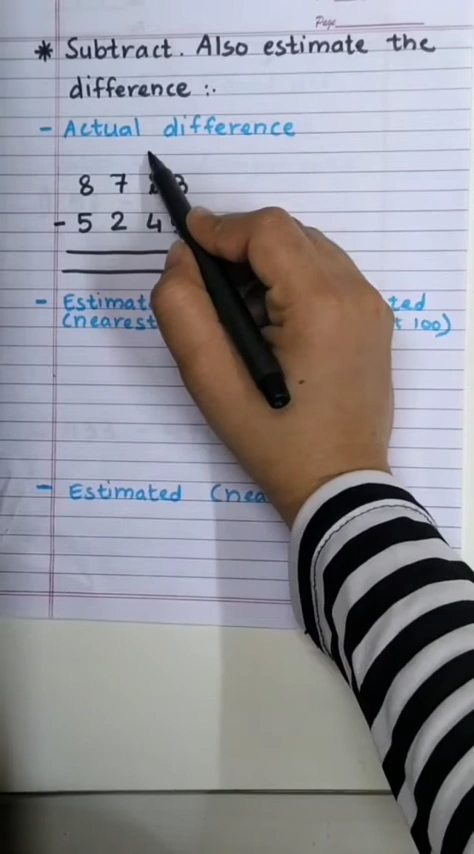 Page
* Subtract. Also estimate the
difference :.
- Actual difference
8 7
- 5 2 4
- Estimat ted
(nearest 100)
- Estimated (nea